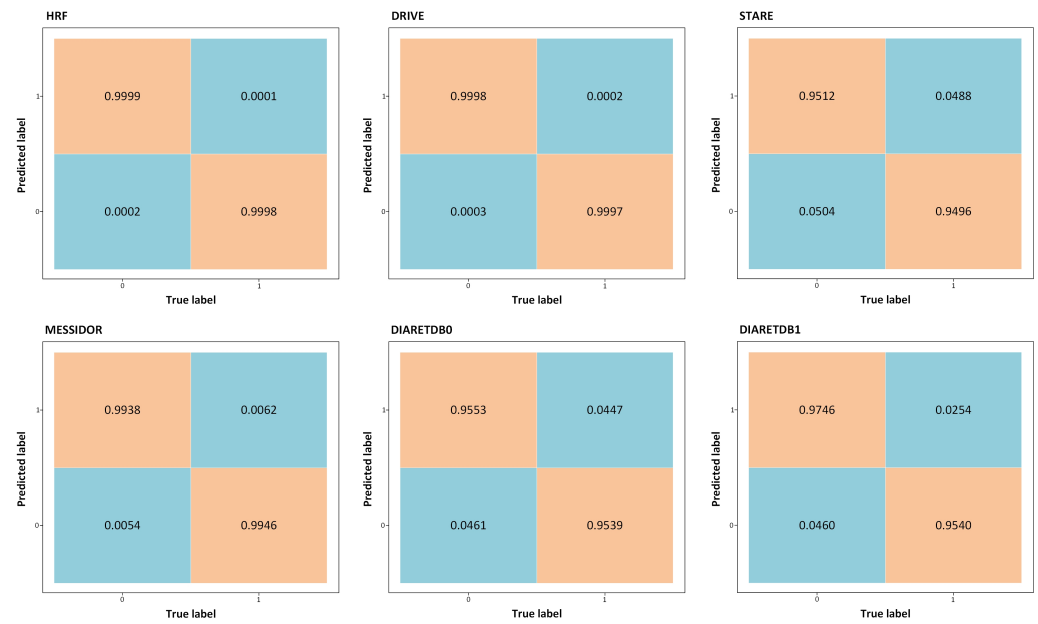 HRF
DRIVE
STARE
Predicted label
1
0.9999
0.0001
0
0.0002
0.9998
0
1
True label
Predicted label
1
0.9998
0.0002
0
0.0003
0.9997
0
1
True label
Predicted label
1
0.9512
0.0488
0
0.0504
0.9496
0
1
True label
MESSIDOR
DIARETDB0
DIARETDB1
Predicted label
1
0.9938
0.0062
0
0.0054
0.9946
0
1
True label
Predicted label
1
0.9553
0.0447
0
0.0461
0.9539
0
1
True label
Predicted label
1
0.9746
0.0254
0
0.0460
0.9540
0
1
True label